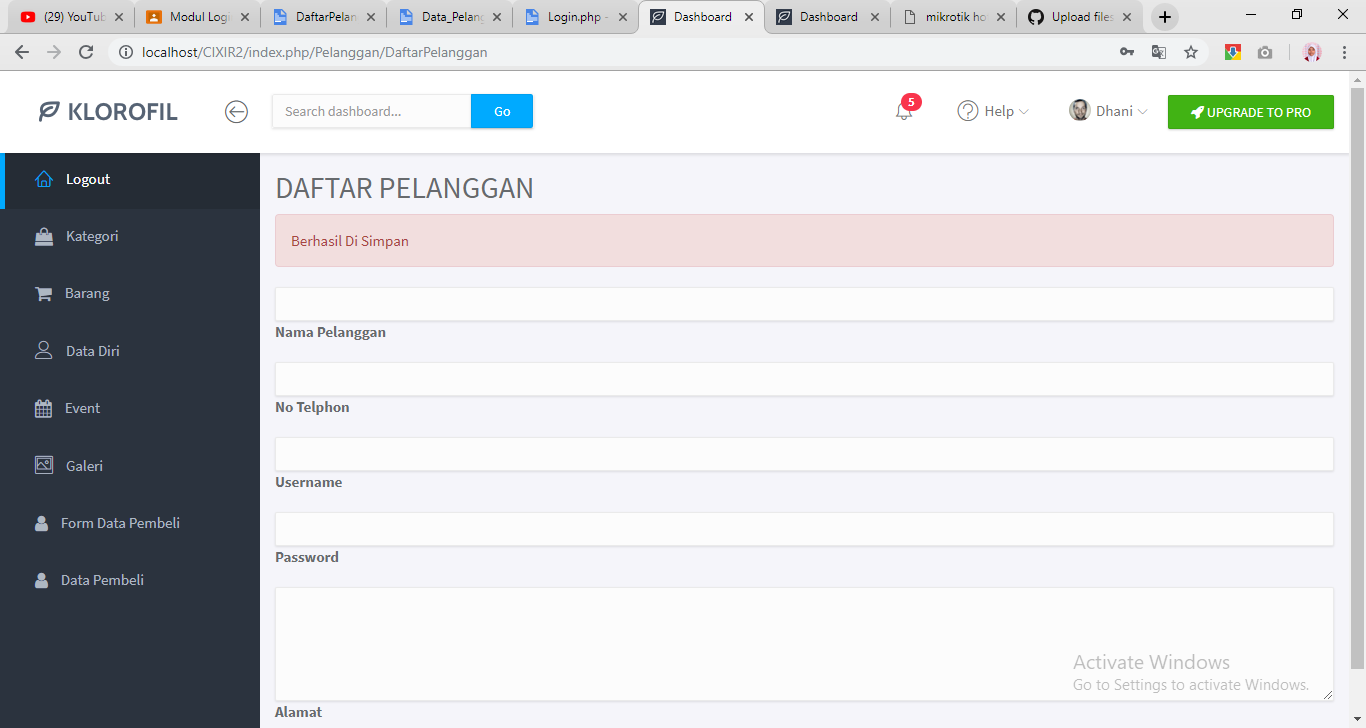 (29) YouTub
Modul Logi
DaftarPelan
Data_Pelang
Login.php -
Dashboard
Dashboard
mikrotik ho
Upload files
localhost/CIXIR2/index.php/Pelanggan/DaftarPelanggan
KLOROFIL
Search dashboard...
Go
5
Help
Dhani
UPGRADE TO PRO
Logout
Kategori
Barang
Data Diri
Event
Galeri
Form Data Pembeli
Data Pembeli
DAFTAR PELANGGAN
Berhasil Di Simpan
Nama Pelanggan
No Telphon
Username
Password
Alamat
Activate Windows
Go to Settings to activate Windows.